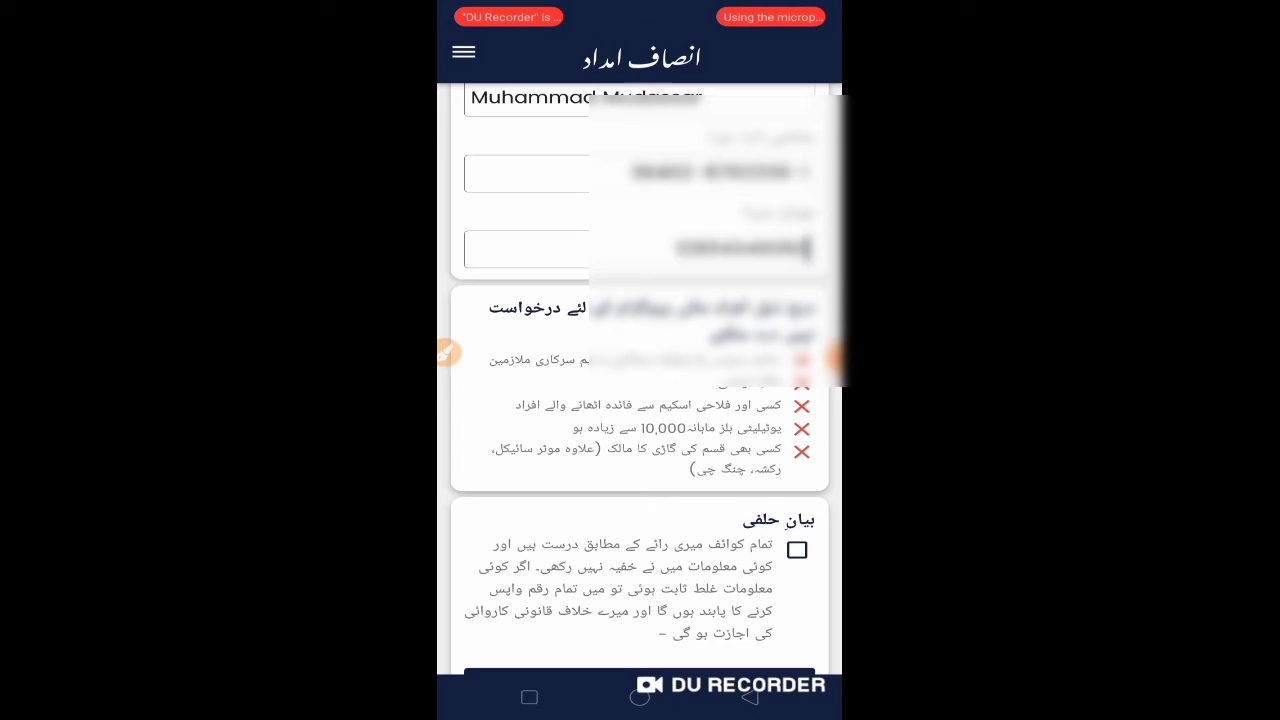 "DU Recorder" is ...
Using the microp...
انصاف امداد
Muhammad Mudassar
لئے درخواست
م سرکاری ملازمین
کسی اور فلاحی اسکیم سے فائدہ اٹھانے والے افراد
یوٹیلیٹی بلز ماہانہ10,000 سے زیادہ ہو
کسی بھی قسم کی گاڑی کا مالک (علاوہ موٹر سائیکل،
رکشہ، چنگ چی)
بیانِ حلفی
تمام کوائف میری رائے کے مطابق درست ہیں اور
کوئی معلومات میں نے خفیہ نہیں رکھی۔ اگر کوئی
معلومات غلط ثابت ہوئی تو میں تمام رقم واپس
کرنے کا پابند ہوں گا اور میرے خلاف قانونی کاروائی
کی اجازت ہو گی –
DU RECORDER